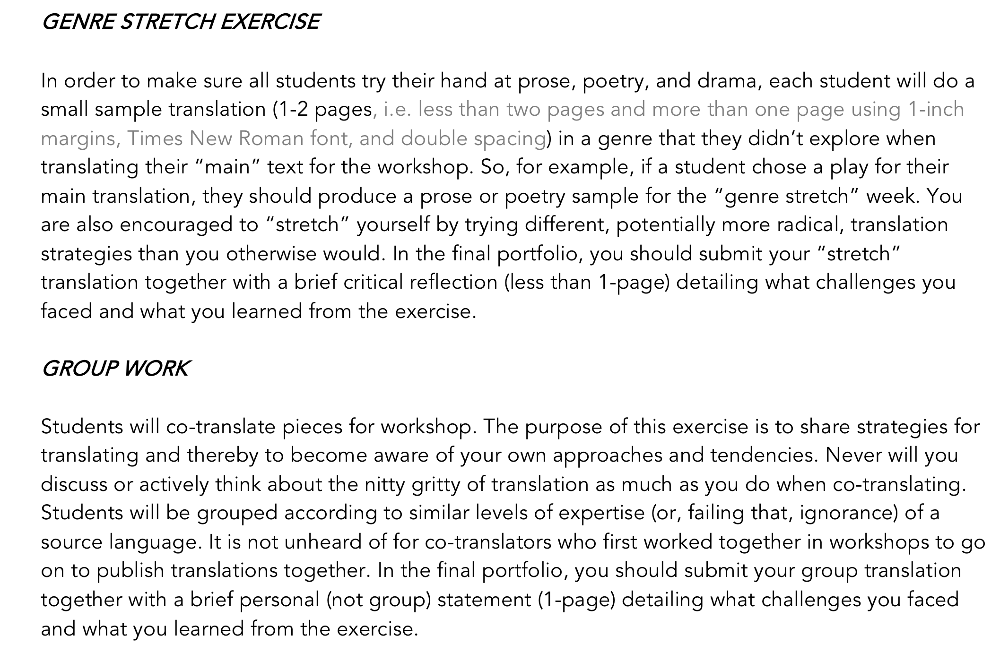 GENRE STRETCH EXERCISE
In order to make sure all students try their hand at prose, poetry, and drama, each student will do a
small sample translation (1-2 pages, i.e. less than two pages and more than one page using 1-inch
margins, Times New Roman font, and double spacing) in a genre that they didn’t explore when
translating their “main” text for the workshop. So, for example, if a student chose a play for their
main translation, they should produce a prose or poetry sample for the “genre stretch” week. You
are also encouraged to “stretch” yourself by trying different, potentially more radical, translation
strategies than you otherwise would. In the final portfolio, you should submit your “stretch”
translation together with a brief critical reflection (less than 1-page) detailing what challenges you
faced and what you learned from the exercise.
GROUP WORK
Students will co-translate pieces for workshop. The purpose of this exercise is to share strategies for
translating and thereby to become aware of your own approaches and tendencies. Never will you
discuss or actively think about the nitty gritty of translation as much as you do when co-translating.
Students will be grouped according to similar levels of expertise (or, failing that, ignorance) of a
source language. It is not unheard of for co-translators who first worked together in workshops to go
on to publish translations together. In the final portfolio, you should submit your group translation
together with a brief personal (not group) statement (1-page) detailing what challenges you faced
and what you learned from the exercise.